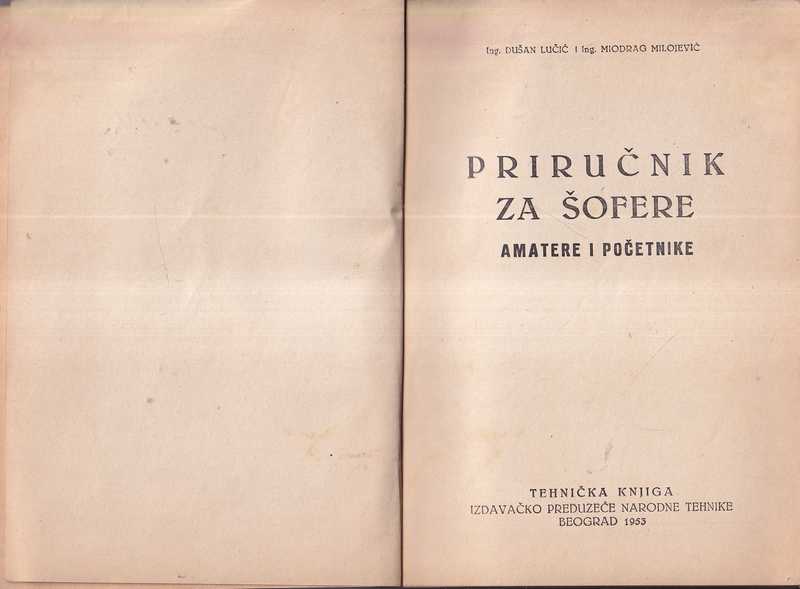 Ing. DUŠAN LUČIĆ I Ing. MIODRAG MILOJEVIĆ
PRIRUČNIK
ZA ŠOFERE
AMATERE I POČETNIKE
TEHNIČKA KNJIGA
IZDAVAČKO PREDUZEĆE NARODNE TEHNIKE
BEOGRAD 1953